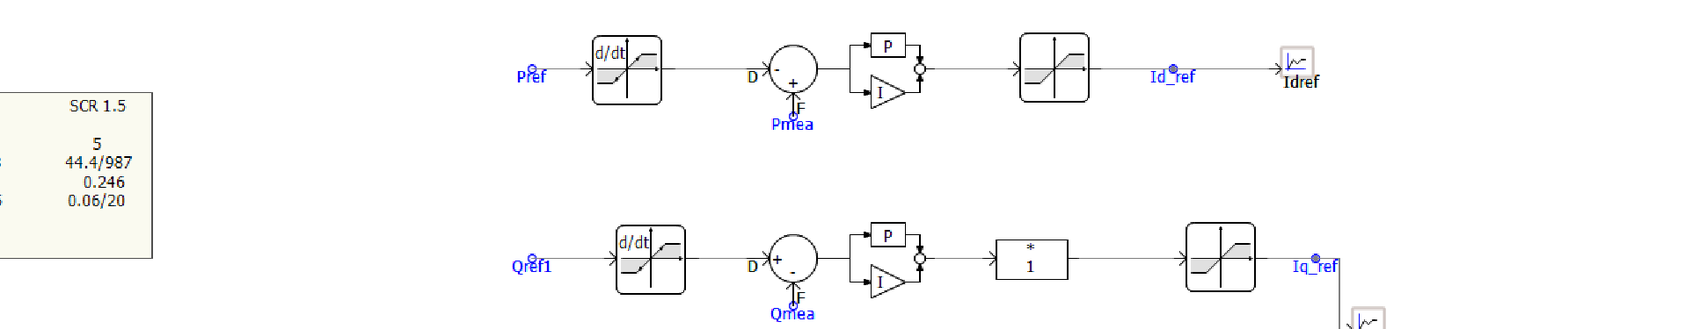 SCR 1.5
5
44.4/987
0.246
0.06/20
d/dt
Pref
D
-
+
F
Pmea
P
I
Id_ref
Idref
d/dt
Qref1
D
+
-
F
Qmea
P
I
*
1
Iq_ref